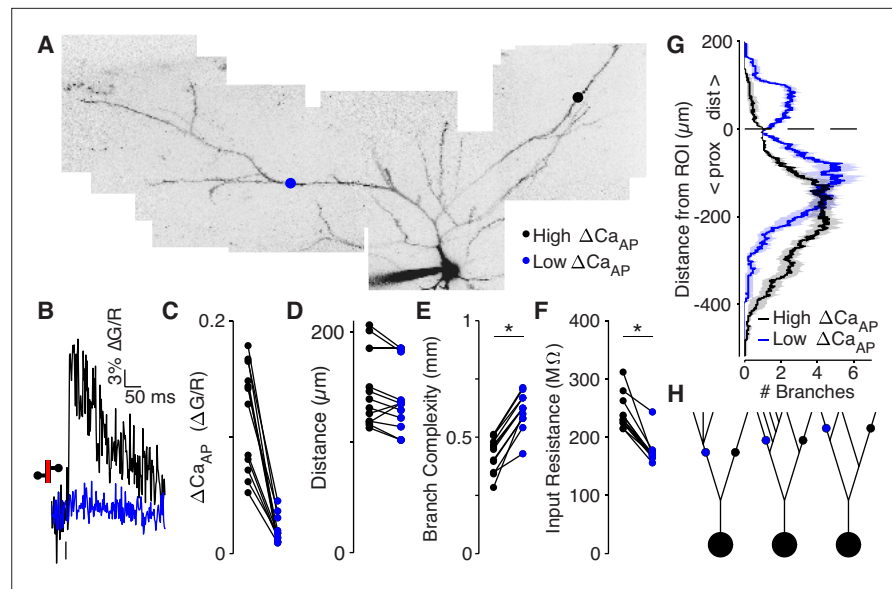 A
High ΔCa_AP
Low ΔCa_AP
B
3% ΔG/R
50 ms
C
ΔCa_AP (ΔG/R)
0.2
0
D
Distance (µm)
200
0
E
Branch Complexity (mm)
1
0.5
0
*
F
Input Resistance (MΩ)
400
300
200
100
0
*
G
Distance from ROI (µm)
< prox dist >
200
0
-200
-400
High ΔCa_AP
Low ΔCa_AP
0 2 4 6
# Branches
H